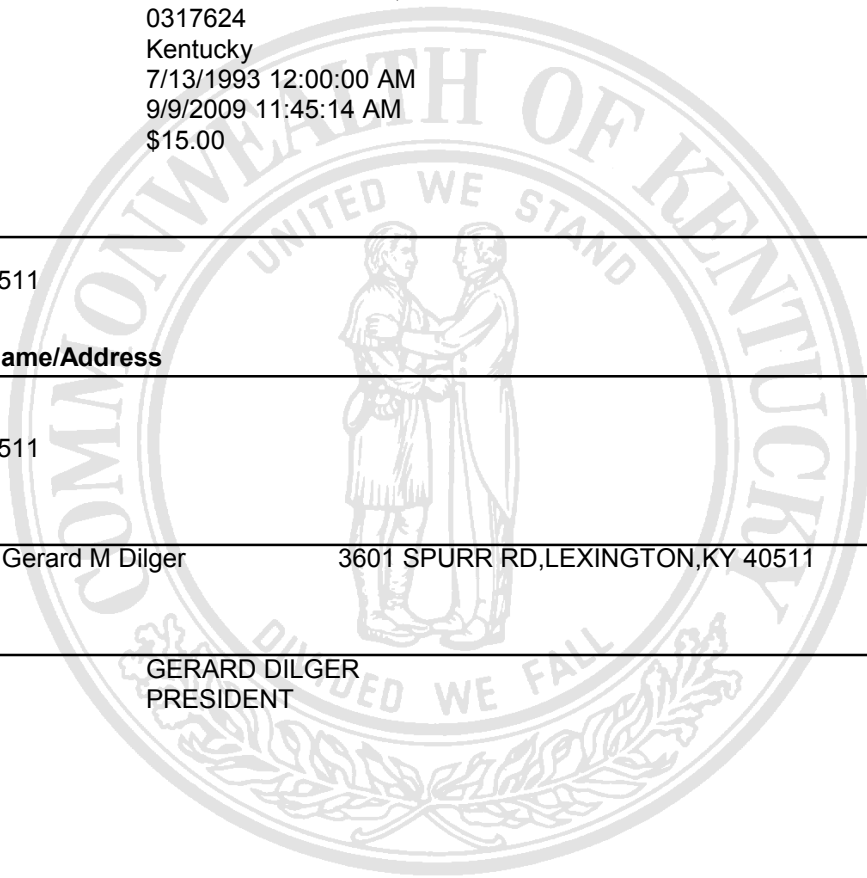 0317624
Kentucky
7/13/1993 12:00:00 AM
9/9/2009 11:45:14 AM
$15.00
COMMONWEALTH OF KENTUCKY
UNITED WE STAND
511
ame/Address
511
Gerard M Dilger 3601 SPURR RD,LEXINGTON,KY 40511
DIVIDED WE FALL
GERARD DILGER
PRESIDENT